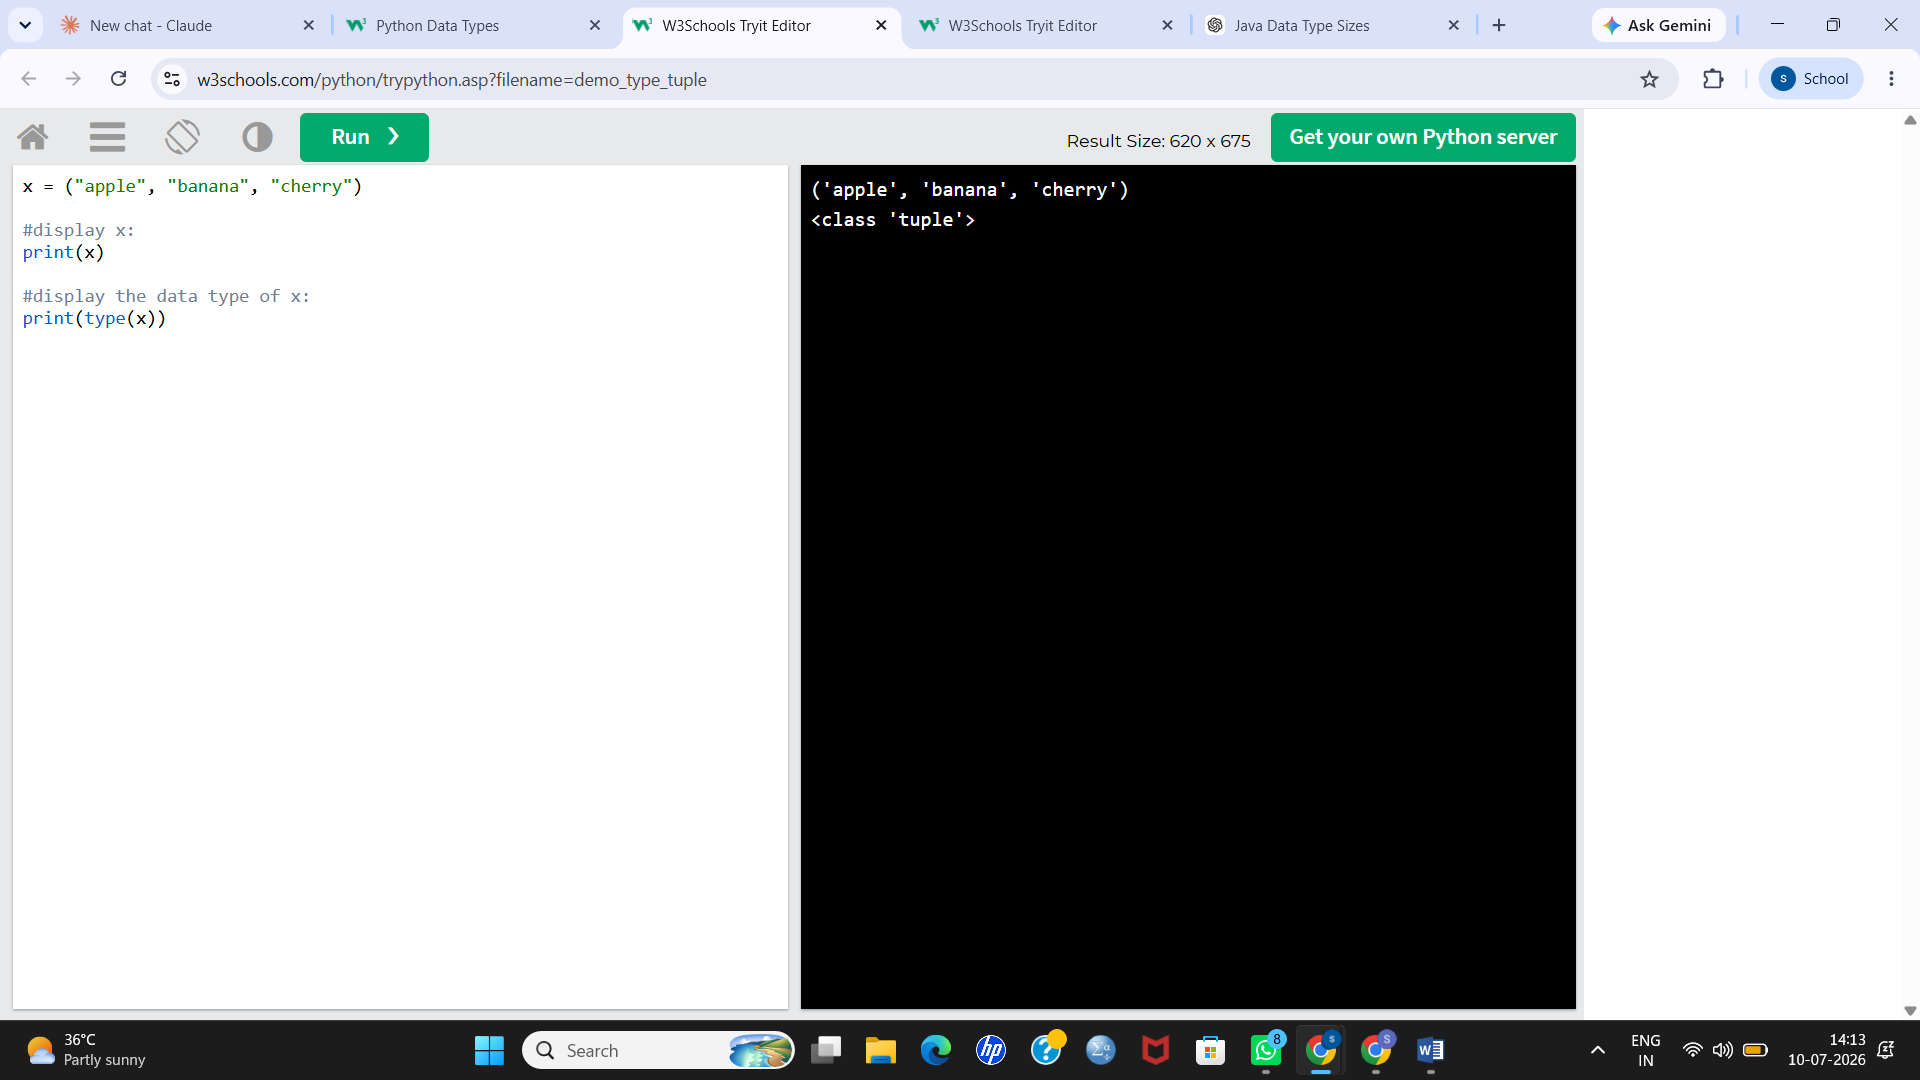 New chat - Claude
Python Data Types
W3Schools Tryit Editor
W3Schools Tryit Editor
Java Data Type Sizes
Ask Gemini
w3schools.com/python/trypython.asp?filename=demo_type_tuple
S School
Run ❯
Result Size: 620 x 675
Get your own Python server
x = ("apple", "banana", "cherry")
#display x:
print(x)
#display the data type of x:
print(type(x))
('apple', 'banana', 'cherry')
<class 'tuple'>
36°C
Partly sunny
Search
8
ENG
IN
14:13
10-07-2026